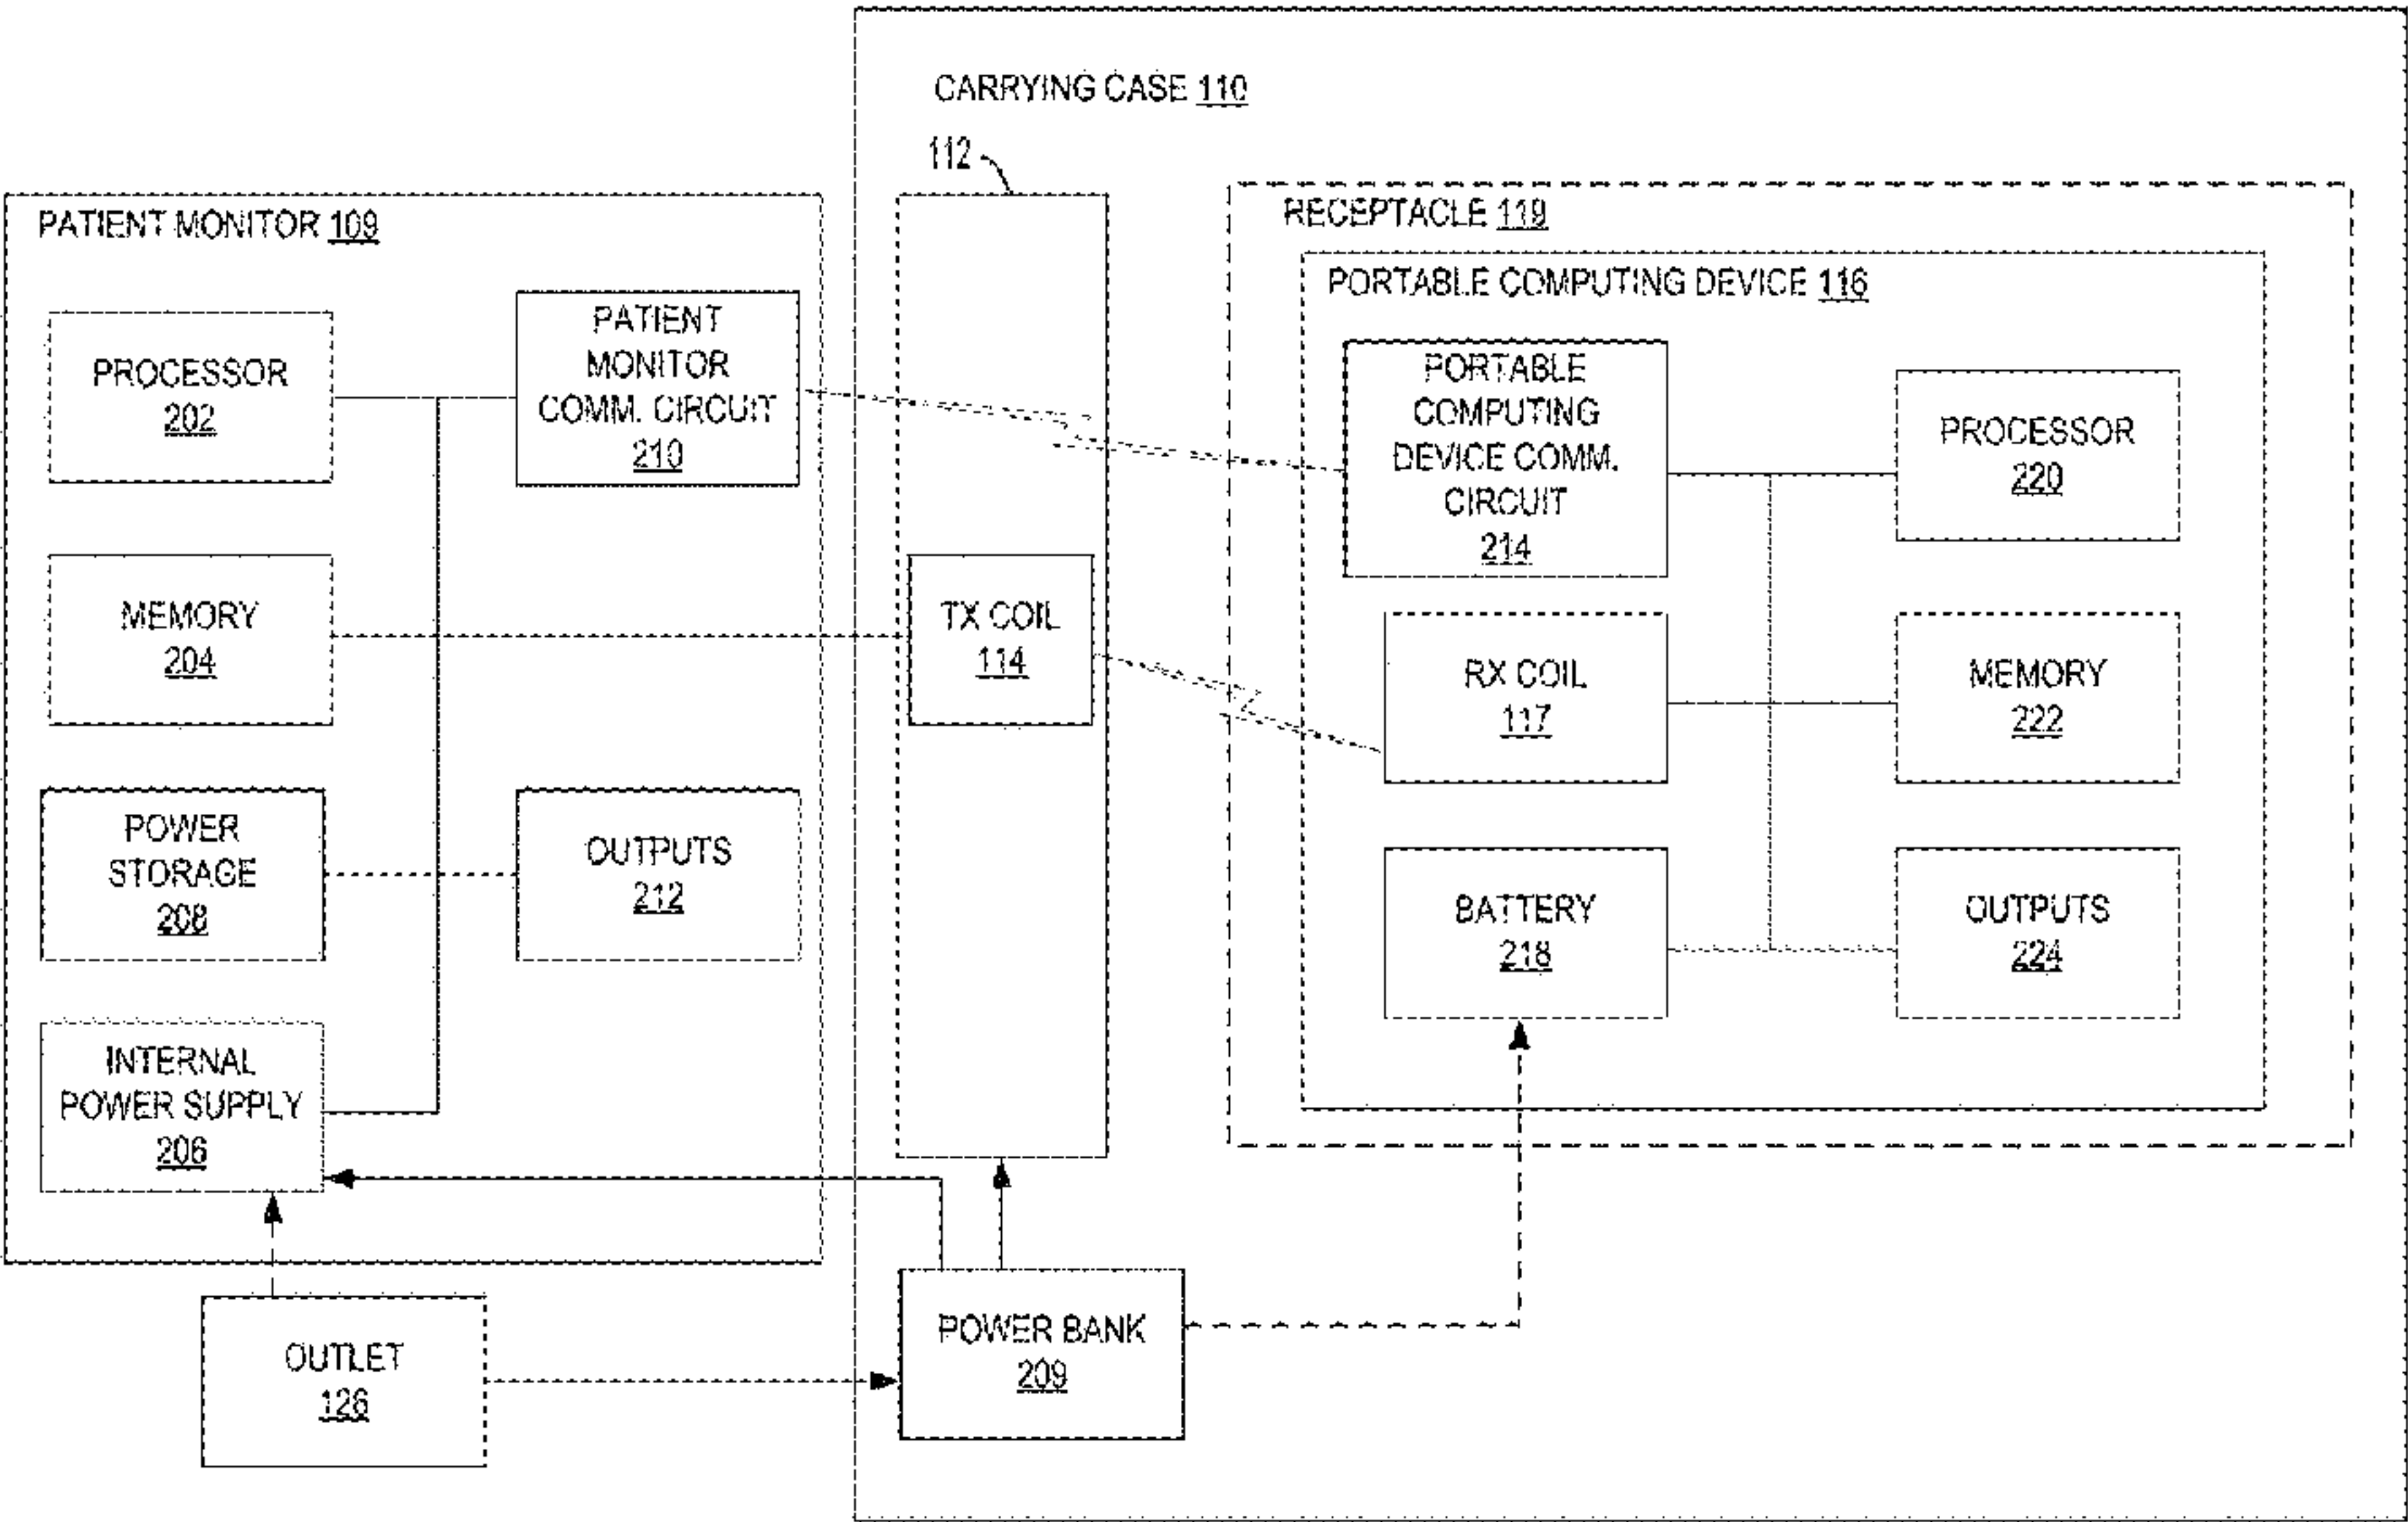 CARRYING CASE 110
112
PATIENT MONITOR 109
PROCESSOR
202
PATIENT
MONITOR
COMM. CIRCUIT
210
MEMORY
204
POWER
STORAGE
208
OUTPUTS
212
INTERNAL
POWER SUPPLY
206
TX COIL
114
RECEPTACLE 119
PORTABLE COMPUTING DEVICE 116
PORTABLE
COMPUTING
DEVICE COMM.
CIRCUIT
214
PROCESSOR
220
RX COIL
117
MEMORY
222
BATTERY
218
OUTPUTS
224
OUTLET
126
POWER BANK
209